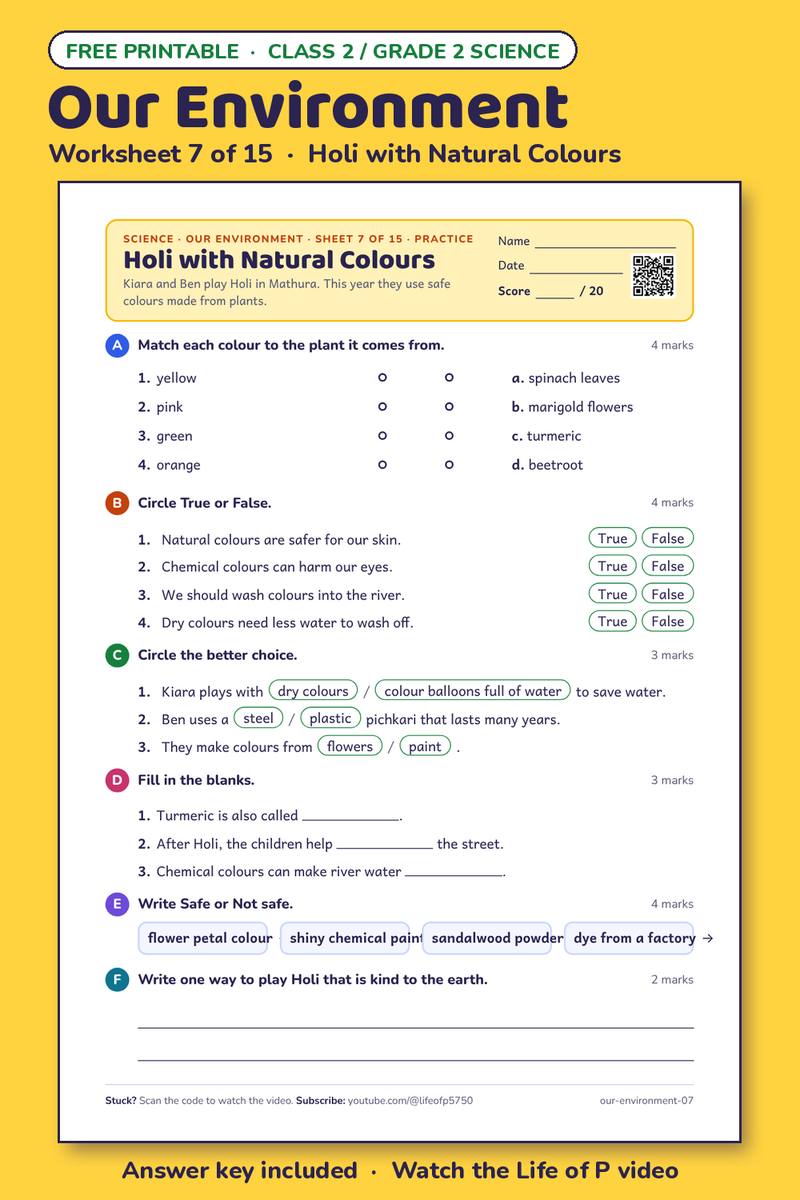 FREE PRINTABLE · CLASS 2 / GRADE 2 SCIENCE
Our Environment
Worksheet 7 of 15 · Holi with Natural Colours
SCIENCE · OUR ENVIRONMENT · SHEET 7 OF 15 · PRACTICE
Holi with Natural Colours
Kiara and Ben play Holi in Mathura. This year they use safe
colours made from plants.
Name ____________________
Date ______________
Score ______ / 20
A Match each colour to the plant it comes from. 4 marks
1. yellow a. spinach leaves
2. pink b. marigold flowers
3. green c. turmeric
4. orange d. beetroot
B Circle True or False. 4 marks
1. Natural colours are safer for our skin. True False
2. Chemical colours can harm our eyes. True False
3. We should wash colours into the river. True False
4. Dry colours need less water to wash off. True False
C Circle the better choice. 3 marks
1. Kiara plays with dry colours / colour balloons full of water to save water.
2. Ben uses a steel / plastic pichkari that lasts many years.
3. They make colours from flowers / paint .
D Fill in the blanks. 3 marks
1. Turmeric is also called ______________.
2. After Holi, the children help ______________ the street.
3. Chemical colours can make river water ______________.
E Write Safe or Not safe. 4 marks
flower petal colour shiny chemical paint sandalwood powder dye from a factory →
F Write one way to play Holi that is kind to the earth. 2 marks
Stuck? Scan the code to watch the video. Subscribe: youtube.com/@lifeofp5750 our-environment-07
Answer key included · Watch the Life of P video